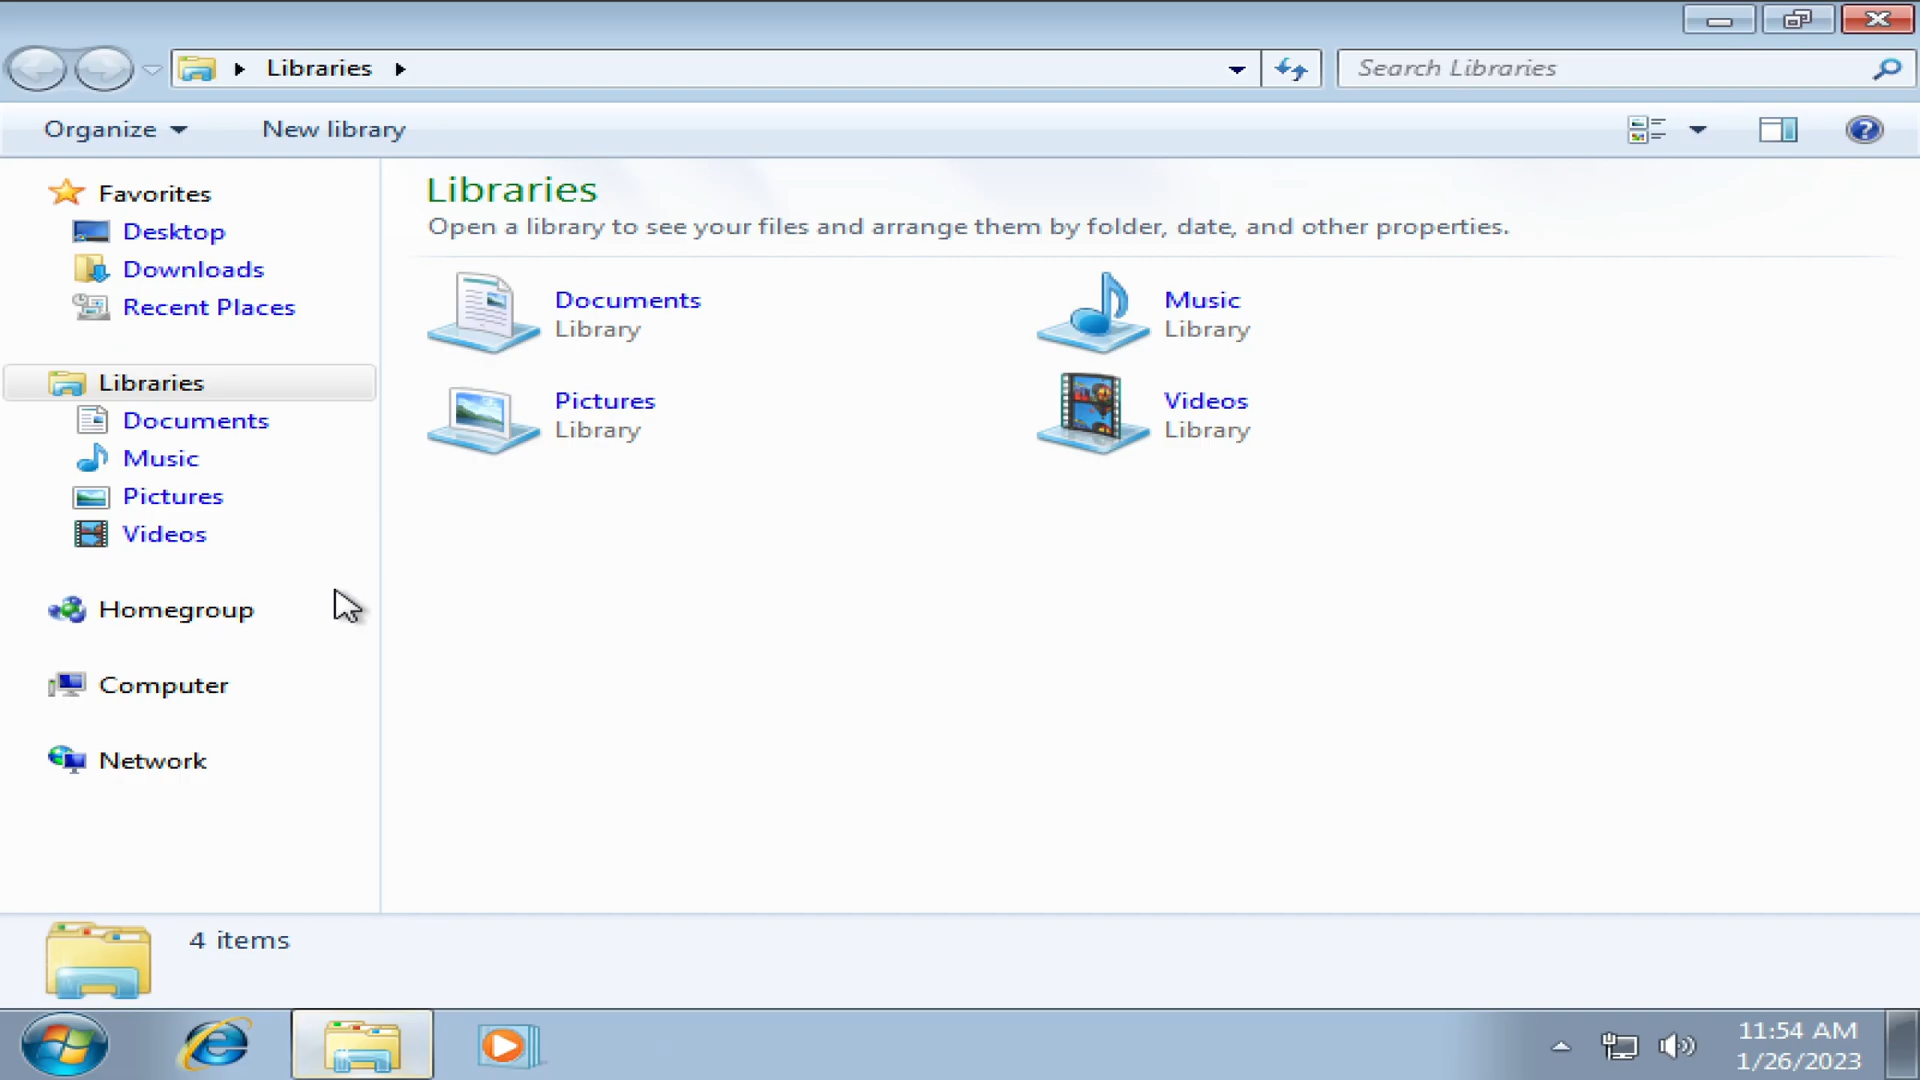 Libraries
Search Libraries
Organize
New library
Favorites
Desktop
Downloads
Recent Places
Libraries
Documents
Music
Pictures
Videos
Homegroup
Computer
Network
Libraries
Open a library to see your files and arrange them by folder, date, and other properties.
Documents
Library
Music
Library
Pictures
Library
Videos
Library
4 items
11:54 AM
1/26/2023